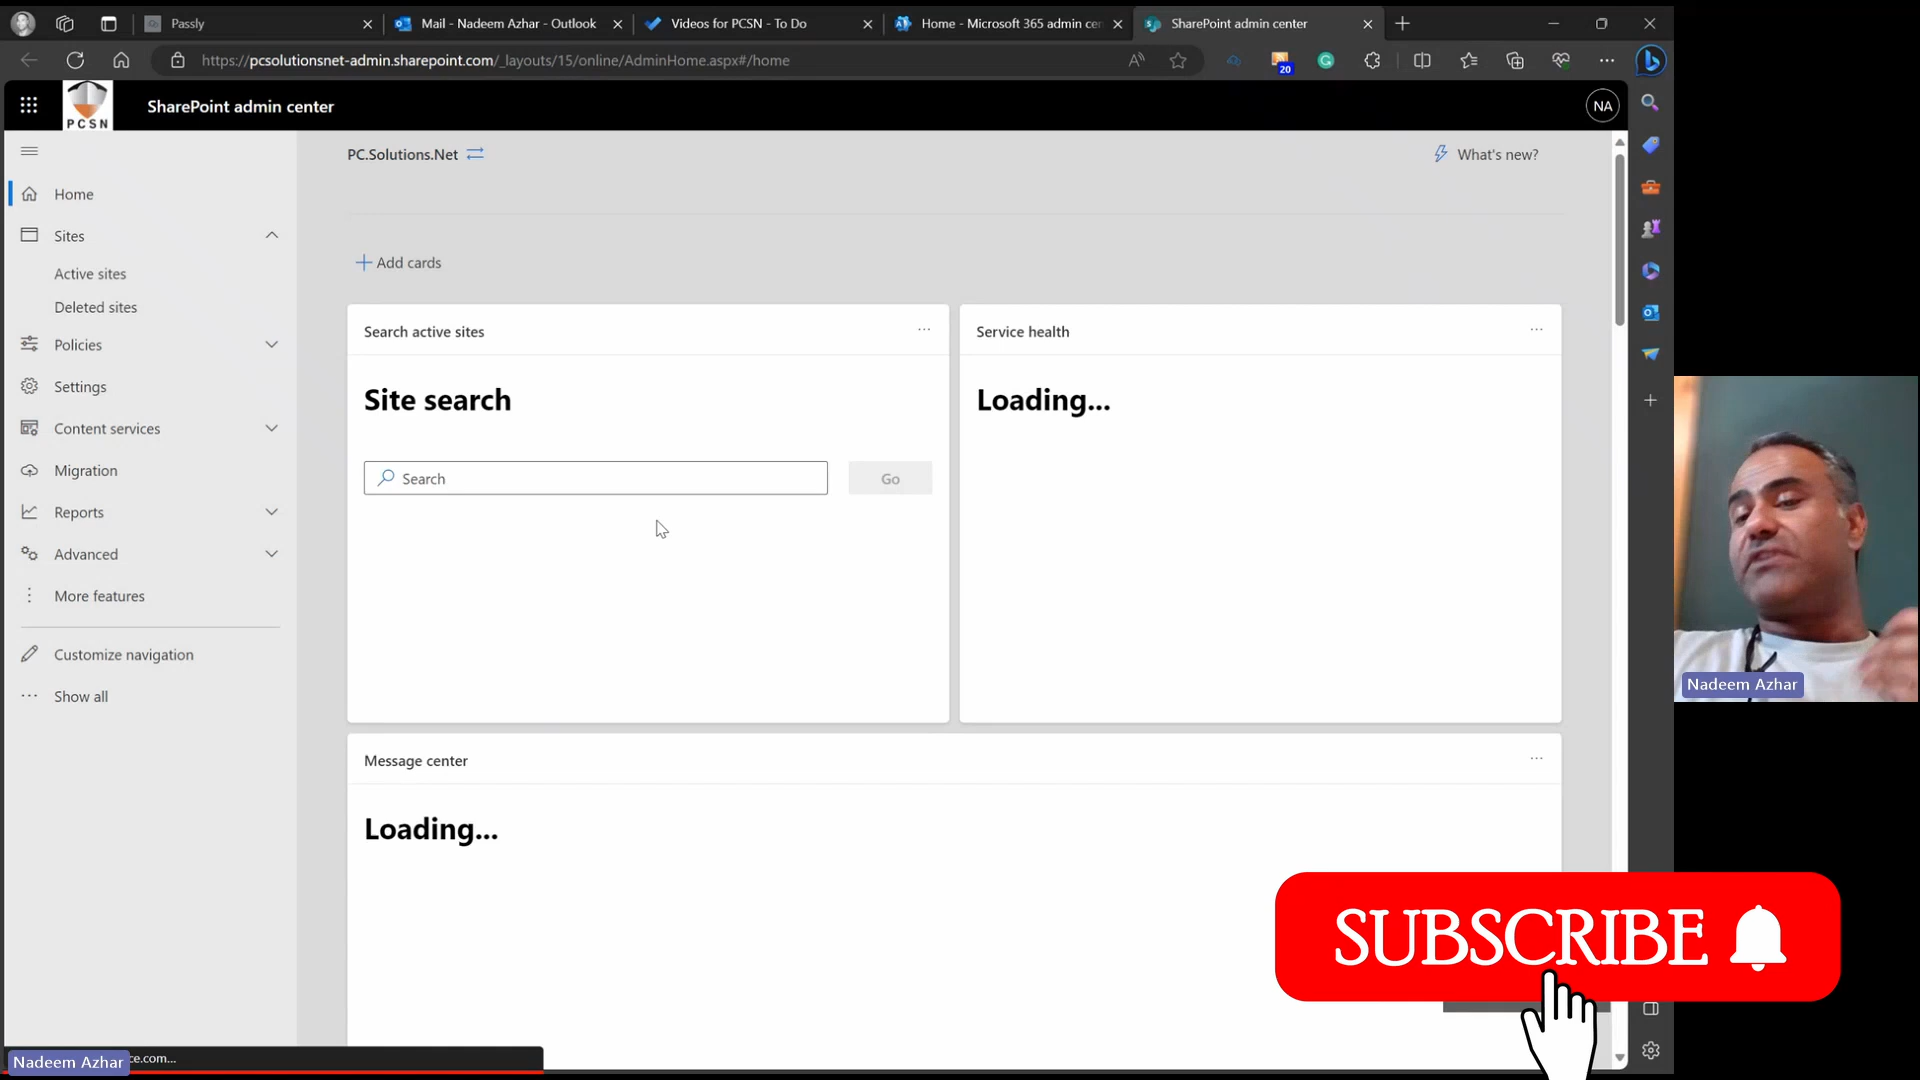 Passly
Mail - Nadeem Azhar - Outlook
Videos for PCSN - To Do
Home - Microsoft 365 admin cen
SharePoint admin center
https://pcsolutionsnet-admin.sharepoint.com/_layouts/15/online/AdminHome.aspx#/home
20
PCSN
SharePoint admin center
NA
PC.Solutions.Net
What's new?
Home
Sites
Active sites
Deleted sites
Policies
Settings
Content services
Migration
Reports
Advanced
More features
Customize navigation
Show all
Add cards
Search active sites
Site search
Search
Go
Service health
Loading...
Message center
Loading...
Nadeem Azhar
SUBSCRIBE
Nadeem Azhar
ce.com...